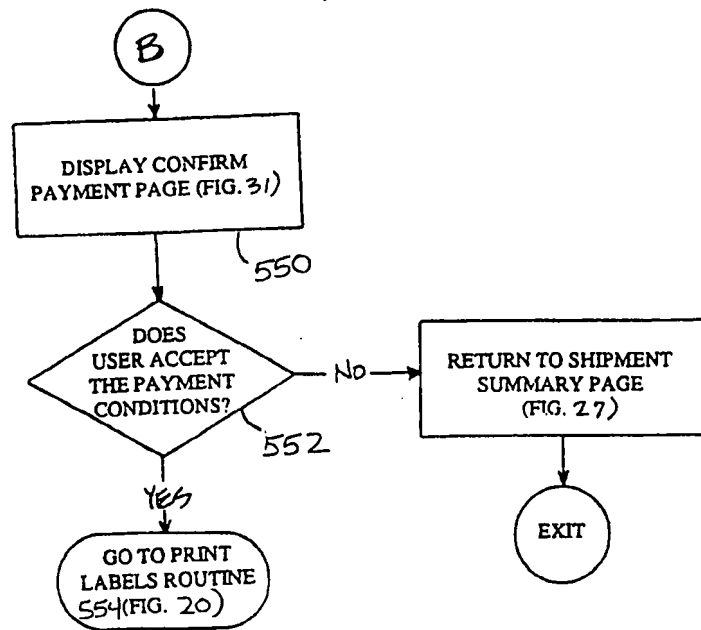 B
DISPLAY CONFIRM
PAYMENT PAGE (FIG. 31)
550
DOES
USER ACCEPT
THE PAYMENT
CONDITIONS?
552
NO
RETURN TO SHIPMENT
SUMMARY PAGE
(FIG. 27)
EXIT
YES
GO TO PRINT
LABELS ROUTINE
554(FIG. 20)